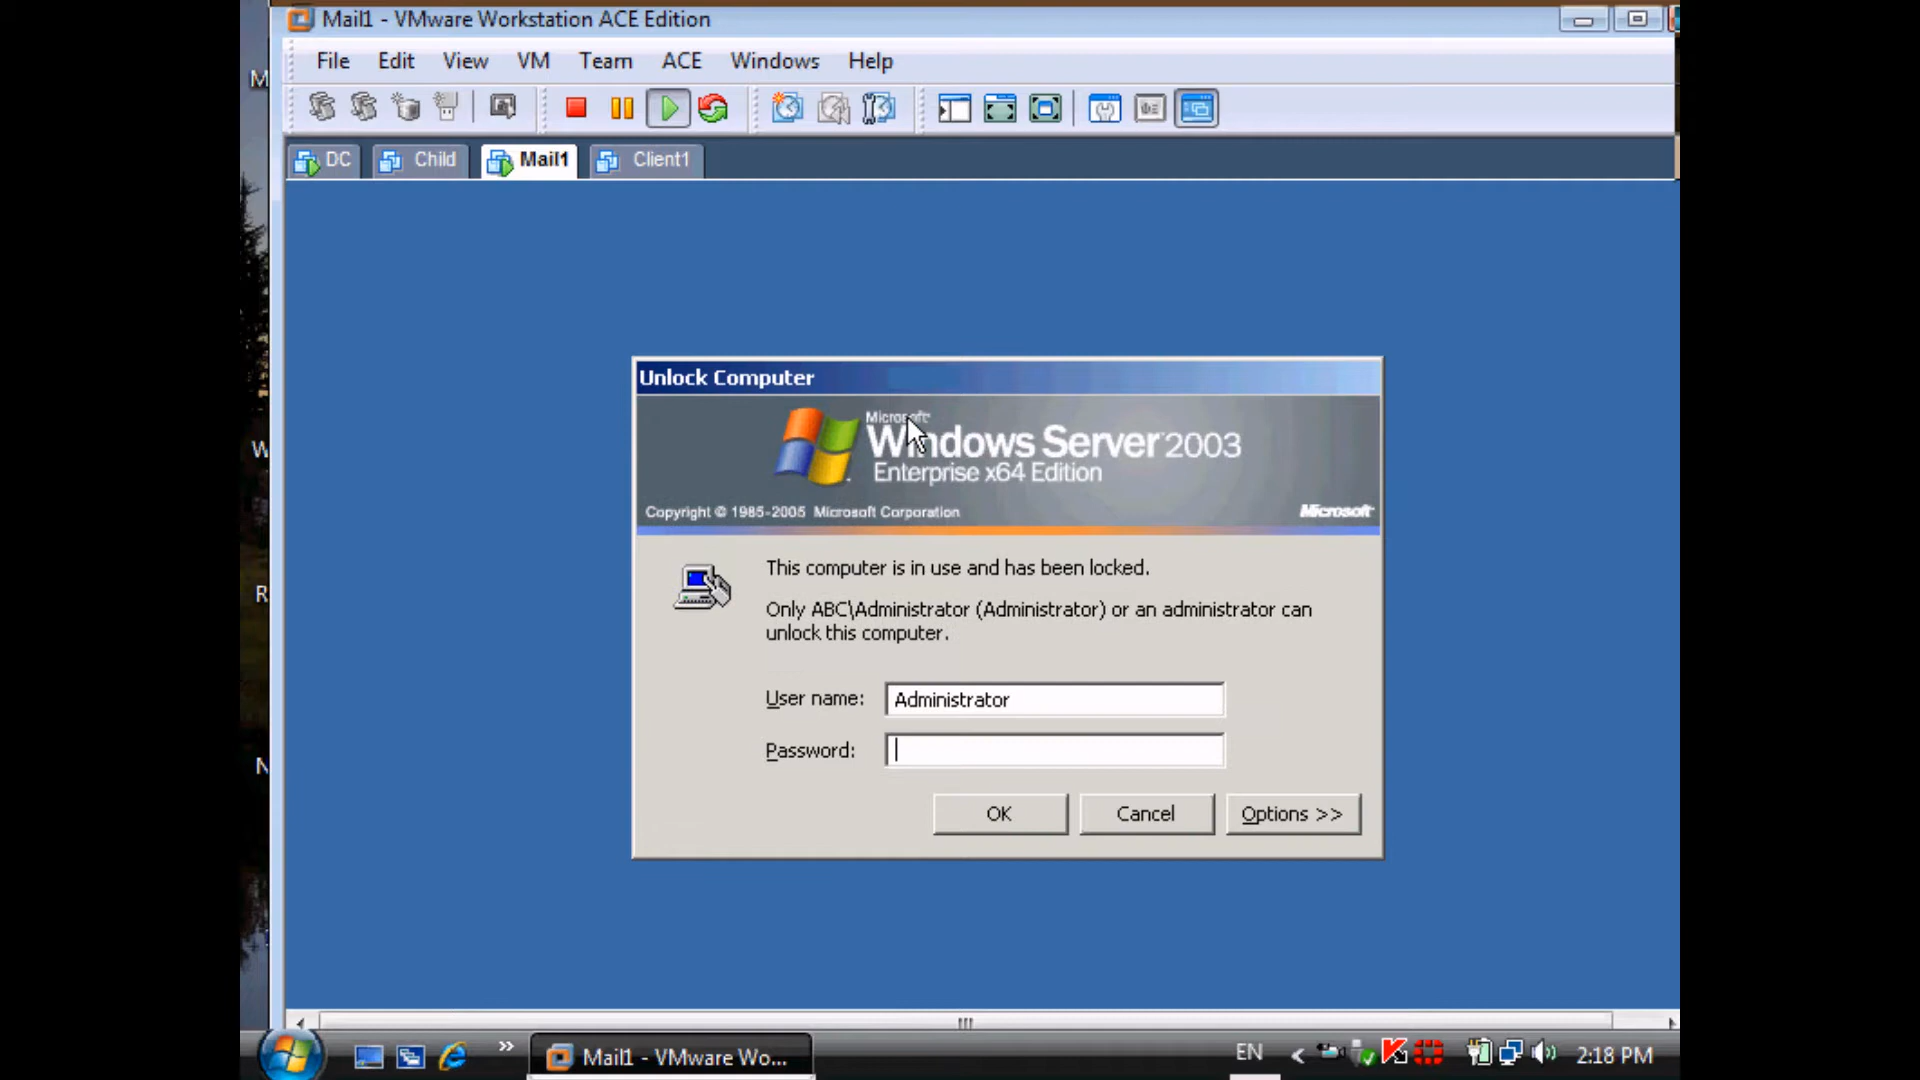 Mail1 - VMware Workstation ACE Edition
File Edit View VM Team ACE Windows Help
DC Child Mail1 Client1
M
W
R
N
Unlock Computer
Microsoft
Windows Server 2003
Enterprise x64 Edition
Copyright © 1985-2005 Microsoft Corporation Microsoft
This computer is in use and has been locked.
Only ABC\Administrator (Administrator) or an administrator can
unlock this computer.
User name: Administrator
Password:
OK Cancel Options >>
» Mail1 - VMware Wo... EN < 2:18 PM